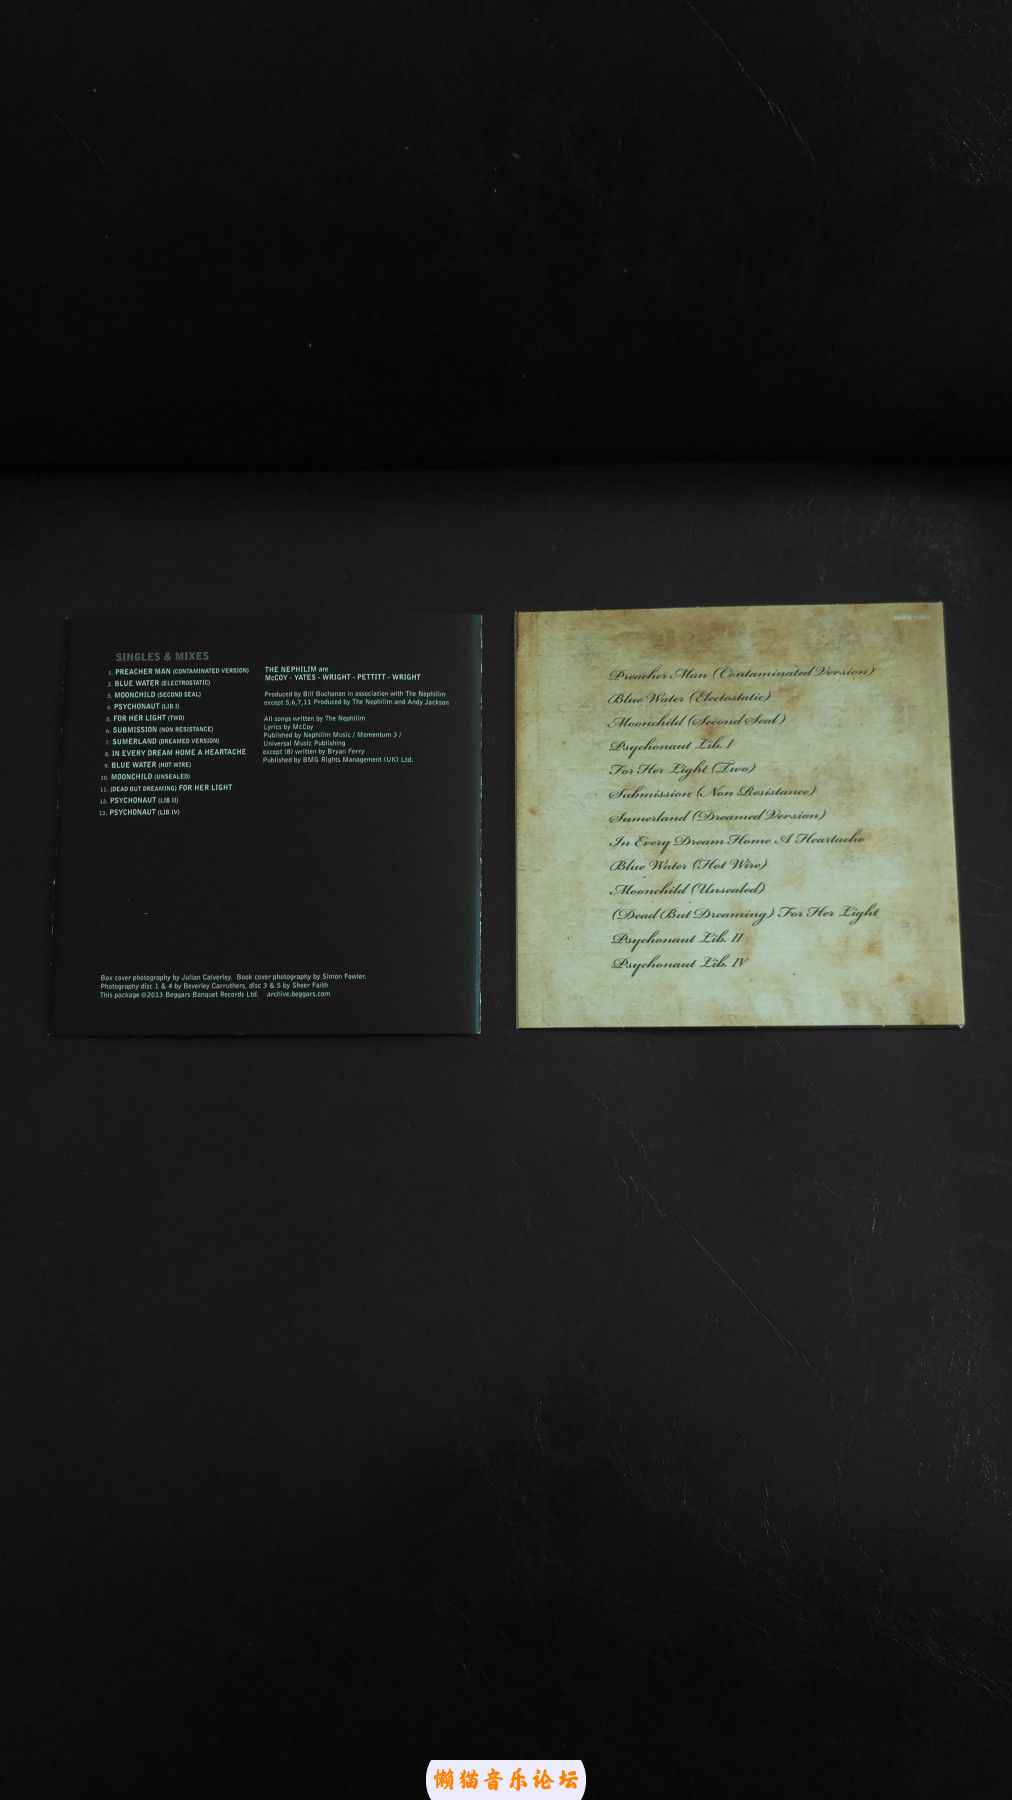 SINGLES & MIXES
1. PREACHER MAN (CONTAMINATED VERSION)
2. BLUE WATER (ELECTROSTATIC)
3. MOONCHILD (SECOND SEAL)
4. PSYCHONAUT (LIB I)
5. FOR HER LIGHT (TWO)
6. SUBMISSION (NON RESISTANCE)
7. SUMERLAND (DREAMED VERSION)
8. IN EVERY DREAM HOME A HEARTACHE
9. BLUE WATER (HOT WIRE)
10. MOONCHILD (UNSEALED)
11. (DEAD BUT DREAMING) FOR HER LIGHT
12. PSYCHONAUT (LIB II)
13. PSYCHONAUT (LIB IV)
THE NEPHILIM are
McCOY - YATES - WRIGHT - PETTITT - WRIGHT
Produced by Bill Buchanan in association with The Nephilim
except 5,6,7,11 Produced by The Nephilim and Andy Jackson
All songs written by The Nephilim
Lyrics by McCoy
Published by Nephilim Music / Momentum 3 /
Universal Music Publishing
except (8) written by Bryan Ferry
Published by BMG Rights Management (UK) Ltd.
Box cover photography by Julian Calverley. Book cover photography by Simon Fowler.
Photography disc 1 & 4 by Beverley Carruthers, disc 3 & 5 by Sheer Faith
This package ©2013 Beggars Banquet Records Ltd. archive.beggars.com
Preacher Man (Contaminated Version)
Blue Water (Electostatic)
Moonchild (Second Seal)
Psychonaut Lib. I
For Her Light (Two)
Submission (Non Resistance)
Sumerland (Dreamed Version)
In Every Dream Home A Heartache
Blue Water (Hot Wire)
Moonchild (Unsealed)
(Dead But Dreaming) For Her Light
Psychonaut Lib. II
Psychonaut Lib. IV
懒猫音乐论坛